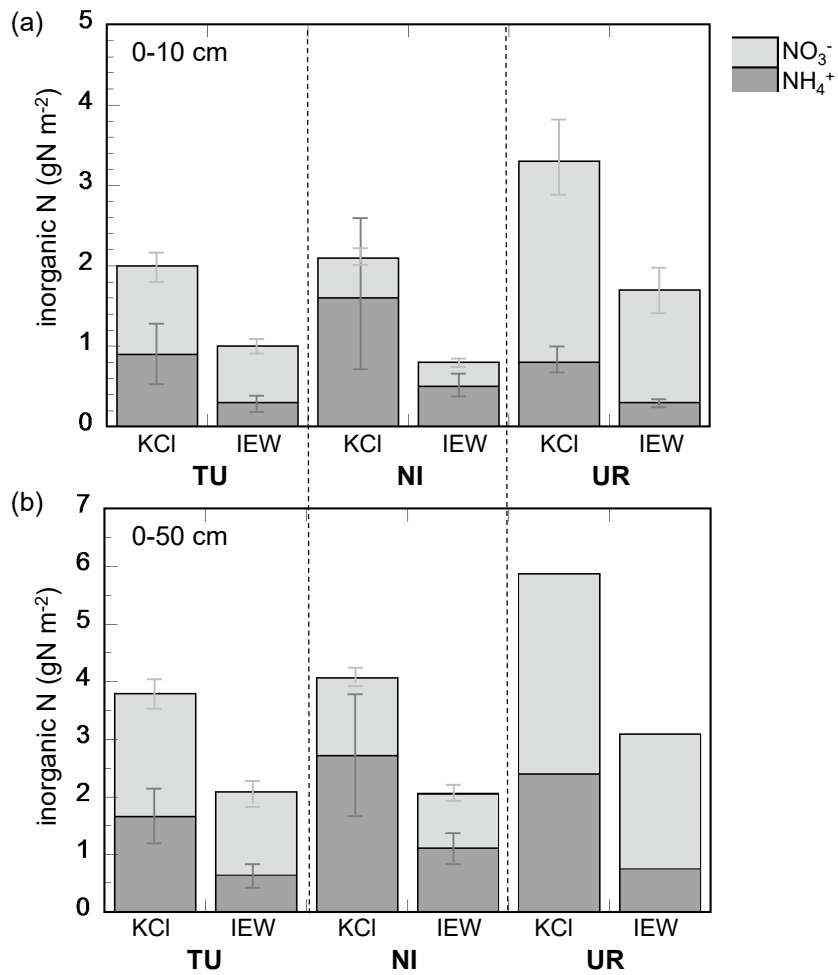 (a)
0-10 cm
NO₃⁻
NH₄⁺
inorganic N (gN m⁻²)
5
4
3
2
1
0
KCl IEW KCl IEW KCl IEW
TU NI UR
(b)
0-50 cm
inorganic N (gN m⁻²)
7
6
5
4
3
2
1
0
KCl IEW KCl IEW KCl IEW
TU NI UR